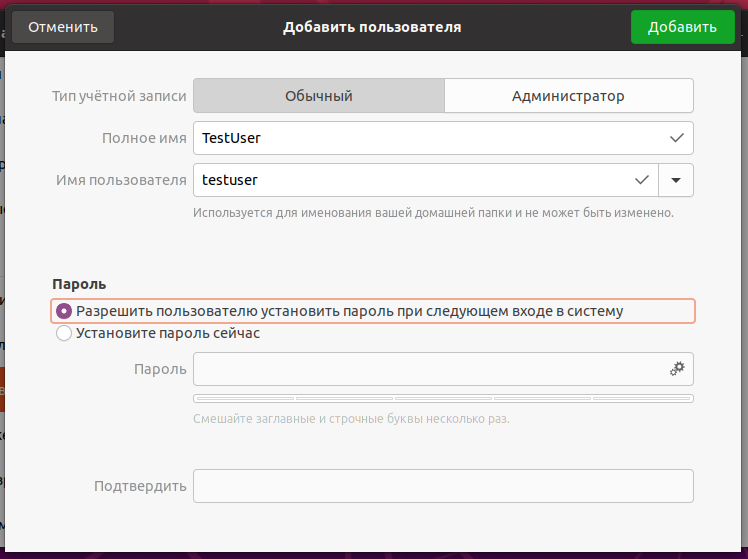 Отменить Добавить пользователя Добавить
Тип учётной записи Обычный Администратор
Полное имя TestUser
Имя пользователя testuser
Используется для именования вашей домашней папки и не может быть изменено.
Пароль
Разрешить пользователю установить пароль при следующем входе в систему
Установите пароль сейчас
Пароль
Смешайте заглавные и строчные буквы несколько раз.
Подтвердить